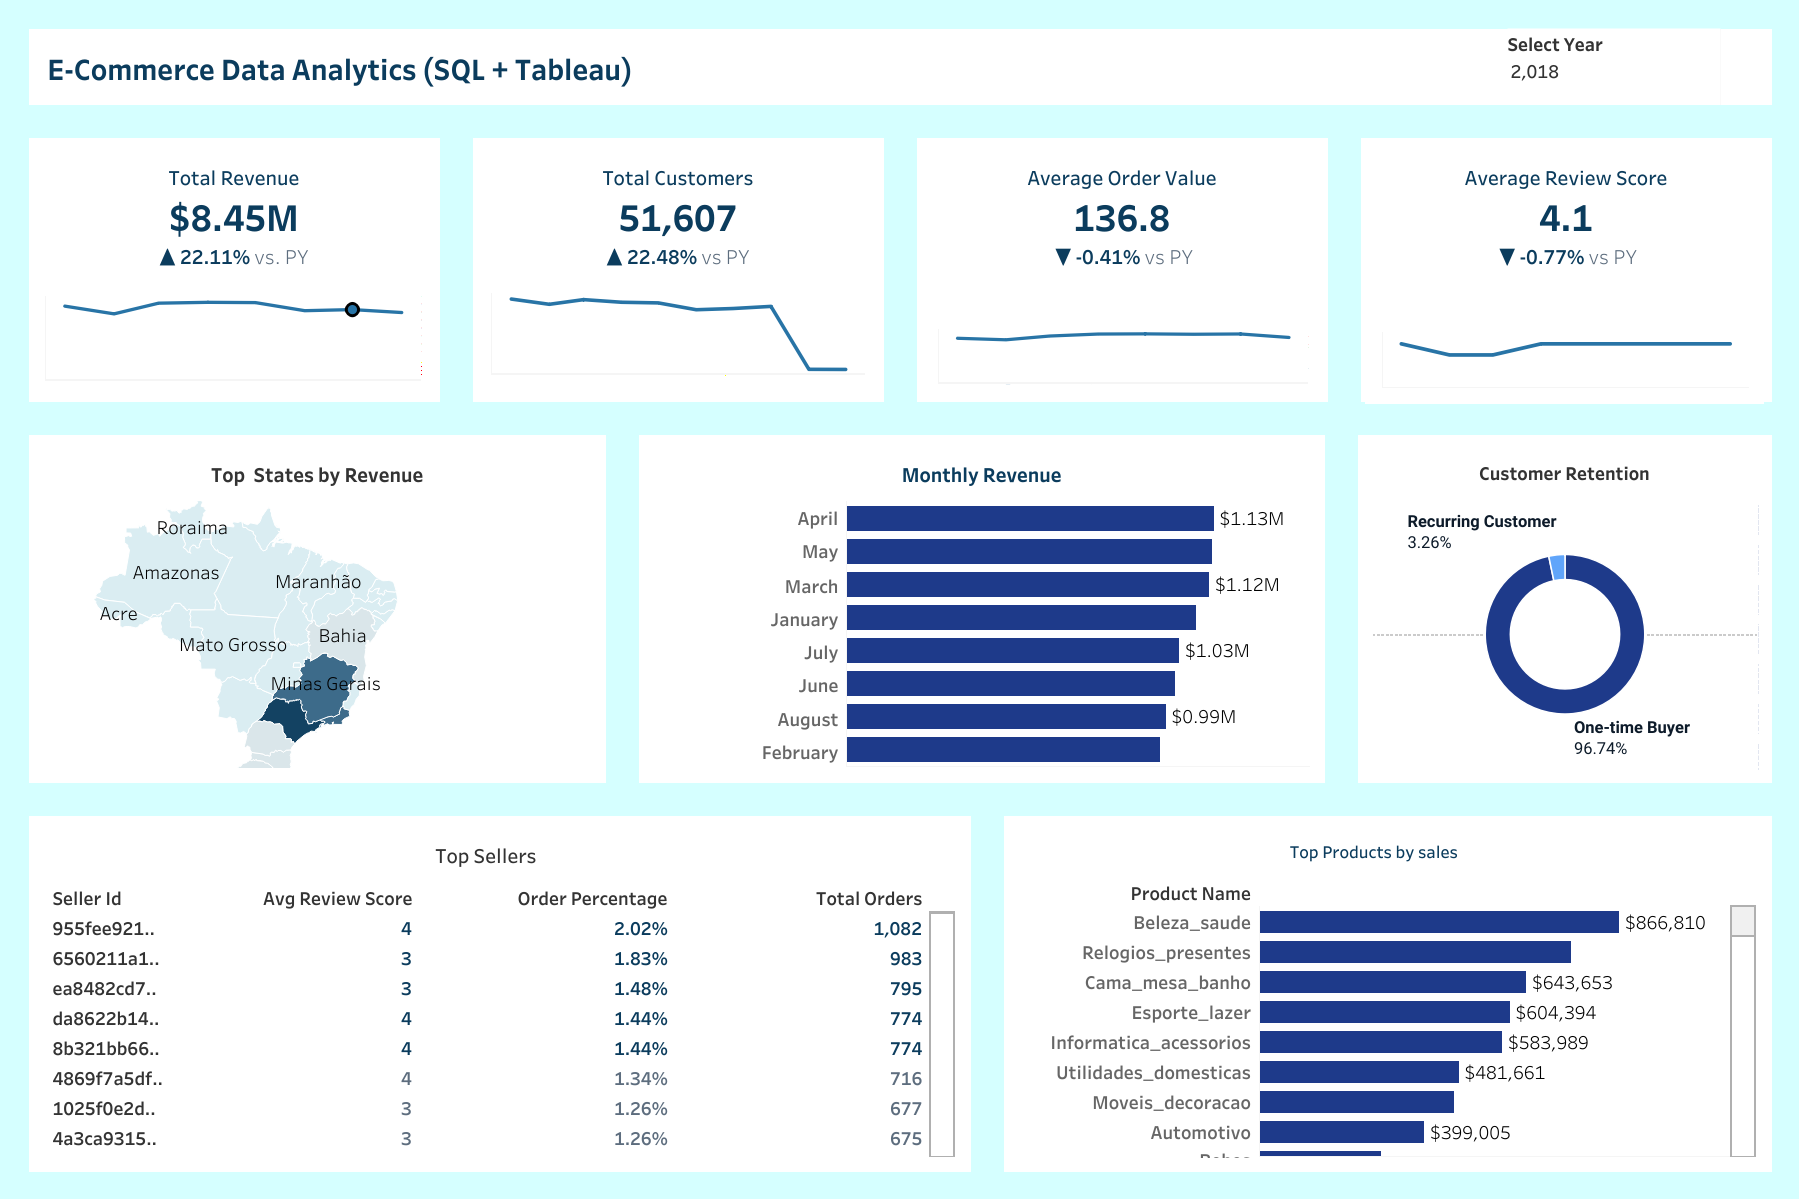 E-Commerce Data Analytics (SQL + Tableau)
Select Year
2,018
Total Revenue
$8.45M
▲ 22.11% vs. PY
Total Customers
51,607
▲ 22.48% vs PY
Average Order Value
136.8
▼ -0.41% vs PY
Average Review Score
4.1
▼ -0.77% vs PY
Top States by Revenue
Roraima
Amazonas
Maranhão
Acre
Bahia
Mato Grosso
Minas Gerais
Monthly Revenue
April $1.13M
May
March $1.12M
January
July $1.03M
June
August $0.99M
February
Customer Retention
Recurring Customer
3.26%
One-time Buyer
96.74%
Top Sellers
Seller Id Avg Review Score Order Percentage Total Orders
955fee921.. 4 2.02% 1,082
6560211a1.. 3 1.83% 983
ea8482cd7.. 3 1.48% 795
da8622b14.. 4 1.44% 774
8b321bb66.. 4 1.44% 774
4869f7a5df.. 4 1.34% 716
1025f0e2d.. 3 1.26% 677
4a3ca9315.. 3 1.26% 675
Top Products by sales
Product Name
Beleza_saude $866,810
Relogios_presentes
Cama_mesa_banho $643,653
Esporte_lazer $604,394
Informatica_acessorios $583,989
Utilidades_domesticas $481,661
Moveis_decoracao
Automotivo $399,005